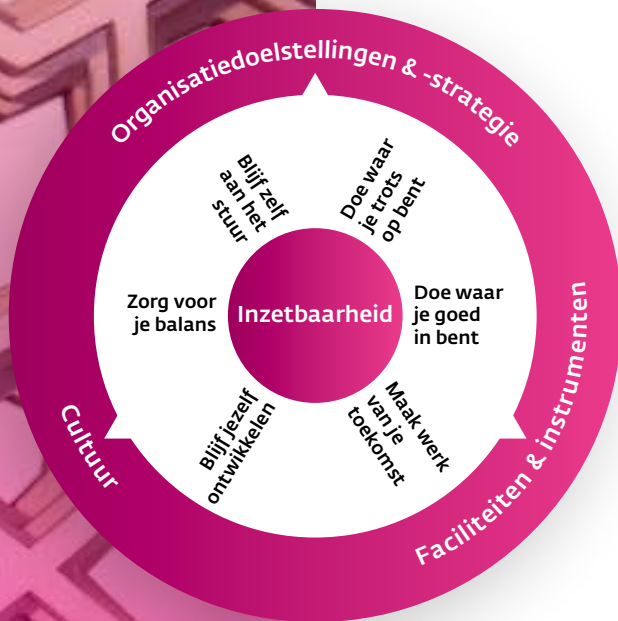 Organisatiedoelstellingen & -strategie
Blijf zelf
aan het
stuur
Doe waar
je trots
op bent
Zorg voor
je balans
Inzetbaarheid
Doe waar
je goed
in bent
Blijf jezelf
ontwikkelen
Maak werk
van je
toekomst
Cultuur
Faciliteiten & instrumenten